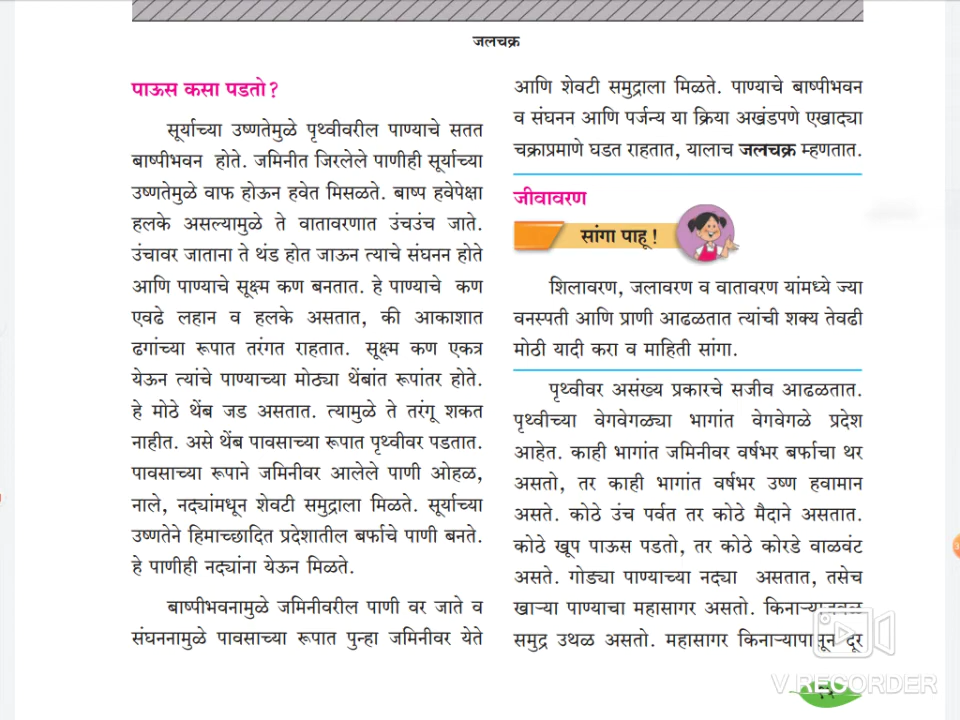 जलचक्र
पाऊस कसा पडतो?
सूर्याच्या उष्णतेमुळे पृथ्वीवरील पाण्याचे सतत
बाष्पीभवन होते. जमिनीत जिरलेले पाणीही सूर्याच्या
उष्णतेमुळे वाफ होऊन हवेत मिसळते. बाष्प हवेपेक्षा
हलके असल्यामुळे ते वातावरणात उंचउंच जाते.
उंचावर जाताना ते थंड होत जाऊन त्याचे संघनन होते
आणि पाण्याचे सूक्ष्म कण बनतात. हे पाण्याचे कण
एवढे लहान व हलके असतात, की आकाशात
ढगांच्या रूपात तरंगत राहतात. सूक्ष्म कण एकत्र
येऊन त्यांचे पाण्याच्या मोठ्या थेंबांत रूपांतर होते.
हे मोठे थेंब जड असतात. त्यामुळे ते तरंगू शकत
नाहीत. असे थेंब पावसाच्या रूपात पृथ्वीवर पडतात.
पावसाच्या रूपाने जमिनीवर आलेले पाणी ओहळ,
नाले, नद्यांमधून शेवटी समुद्राला मिळते. सूर्याच्या
उष्णतेने हिमाच्छादित प्रदेशातील बर्फाचे पाणी बनते.
हे पाणीही नद्यांना येऊन मिळते.
बाष्पीभवनामुळे जमिनीवरील पाणी वर जाते व
संघननामुळे पावसाच्या रूपात पुन्हा जमिनीवर येते
आणि शेवटी समुद्राला मिळते. पाण्याचे बाष्पीभवन
व संघनन आणि पर्जन्य या क्रिया अखंडपणे एखाद्या
चक्राप्रमाणे घडत राहतात, यालाच जलचक्र म्हणतात.
जीवावरण
सांगा पाहू!
शिलावरण, जलावरण व वातावरण यांमध्ये ज्या
वनस्पती आणि प्राणी आढळतात त्यांची शक्य तेवढी
मोठी यादी करा व माहिती सांगा.
पृथ्वीवर असंख्य प्रकारचे सजीव आढळतात.
पृथ्वीच्या वेगवेगळ्या भागांत वेगवेगळे प्रदेश
आहेत. काही भागांत जमिनीवर वर्षभर बर्फाचा थर
असतो, तर काही भागांत वर्षभर उष्ण हवामान
असते. कोठे उंच पर्वत तर कोठे मैदाने असतात.
कोठे खूप पाऊस पडतो, तर कोठे कोरडे वाळवंट
असते. गोड्या पाण्याच्या नद्या असतात, तसेच
खाऱ्या पाण्याचा महासागर असतो. किनाऱ्याजवळ
समुद्र उथळ असतो. महासागर किनाऱ्यापासून दूर
V RECORDER